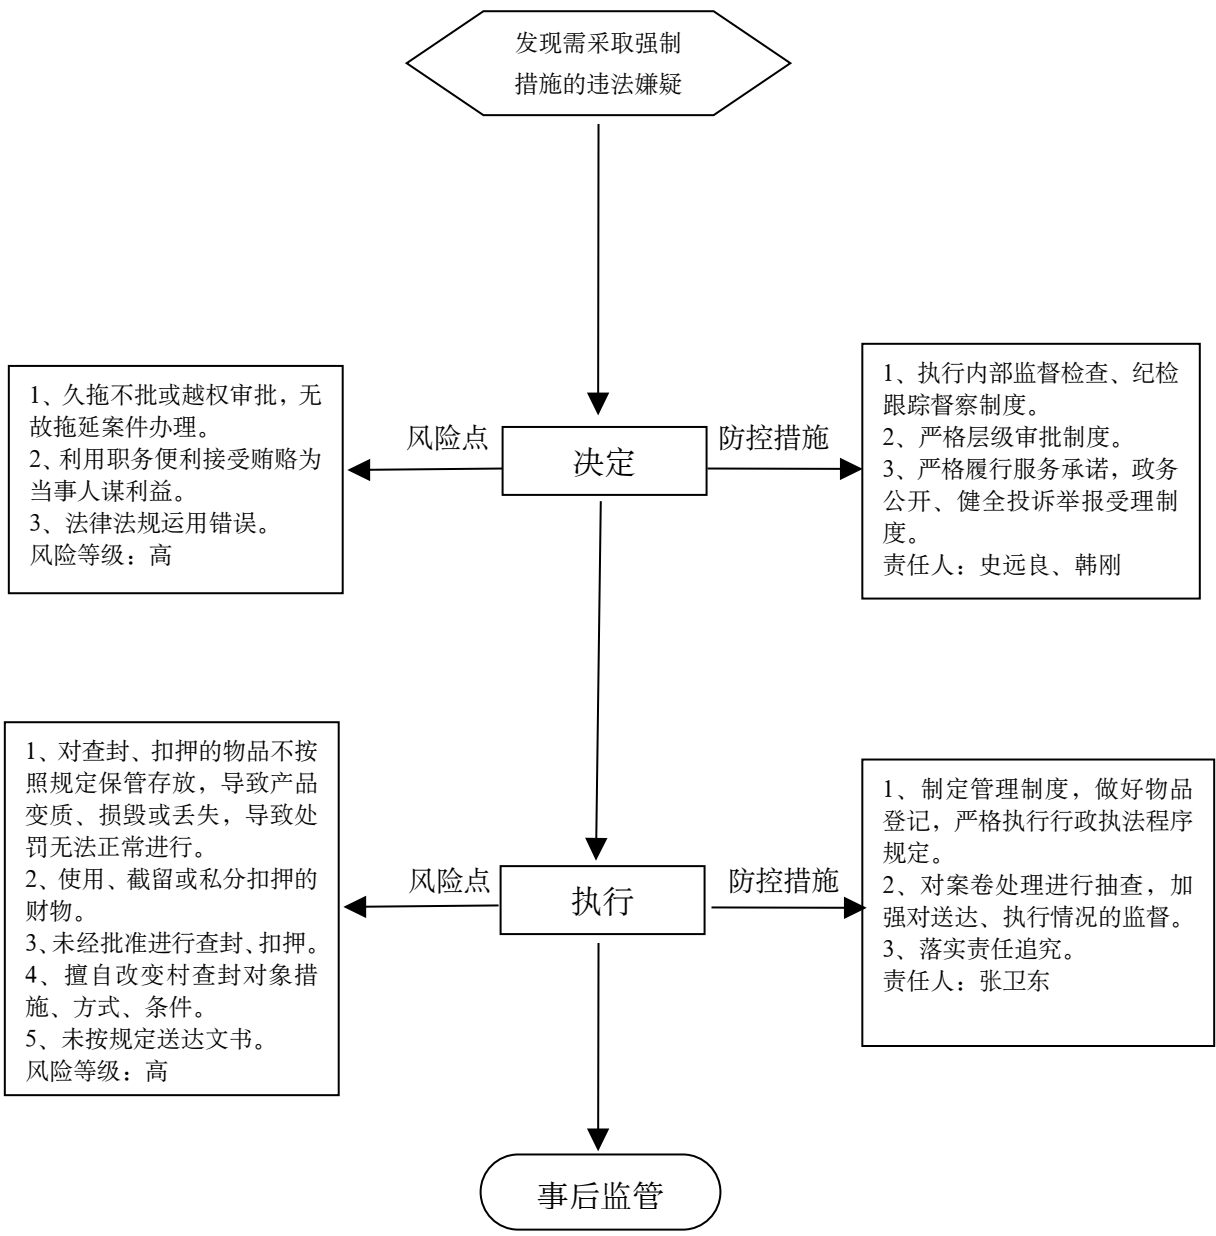 发现需采取强制
措施的违法嫌疑
1、久拖不批或越权审批，无
故拖延案件办理。
2、利用职务便利接受贿赂为
当事人谋利益。
3、法律法规运用错误。
风险等级：高
风险点
决定
防控措施
1、执行内部监督检查、纪检
跟踪督察制度。
2、严格层级审批制度。
3、严格履行服务承诺，政务
公开、健全投诉举报受理制
度。
责任人：史远良、韩刚
1、对查封、扣押的物品不按
照规定保管存放，导致产品
变质、损毁或丢失，导致处
罚无法正常进行。
2、使用、截留或私分扣押的
财物。
3、未经批准进行查封、扣押。
4、擅自改变村查封对象措
施、方式、条件。
5、未按规定送达文书。
风险等级：高
风险点
执行
防控措施
1、制定管理制度，做好物品
登记，严格执行行政执法程序
规定。
2、对案卷处理进行抽查，加
强对送达、执行情况的监督。
3、落实责任追究。
责任人：张卫东
事后监管